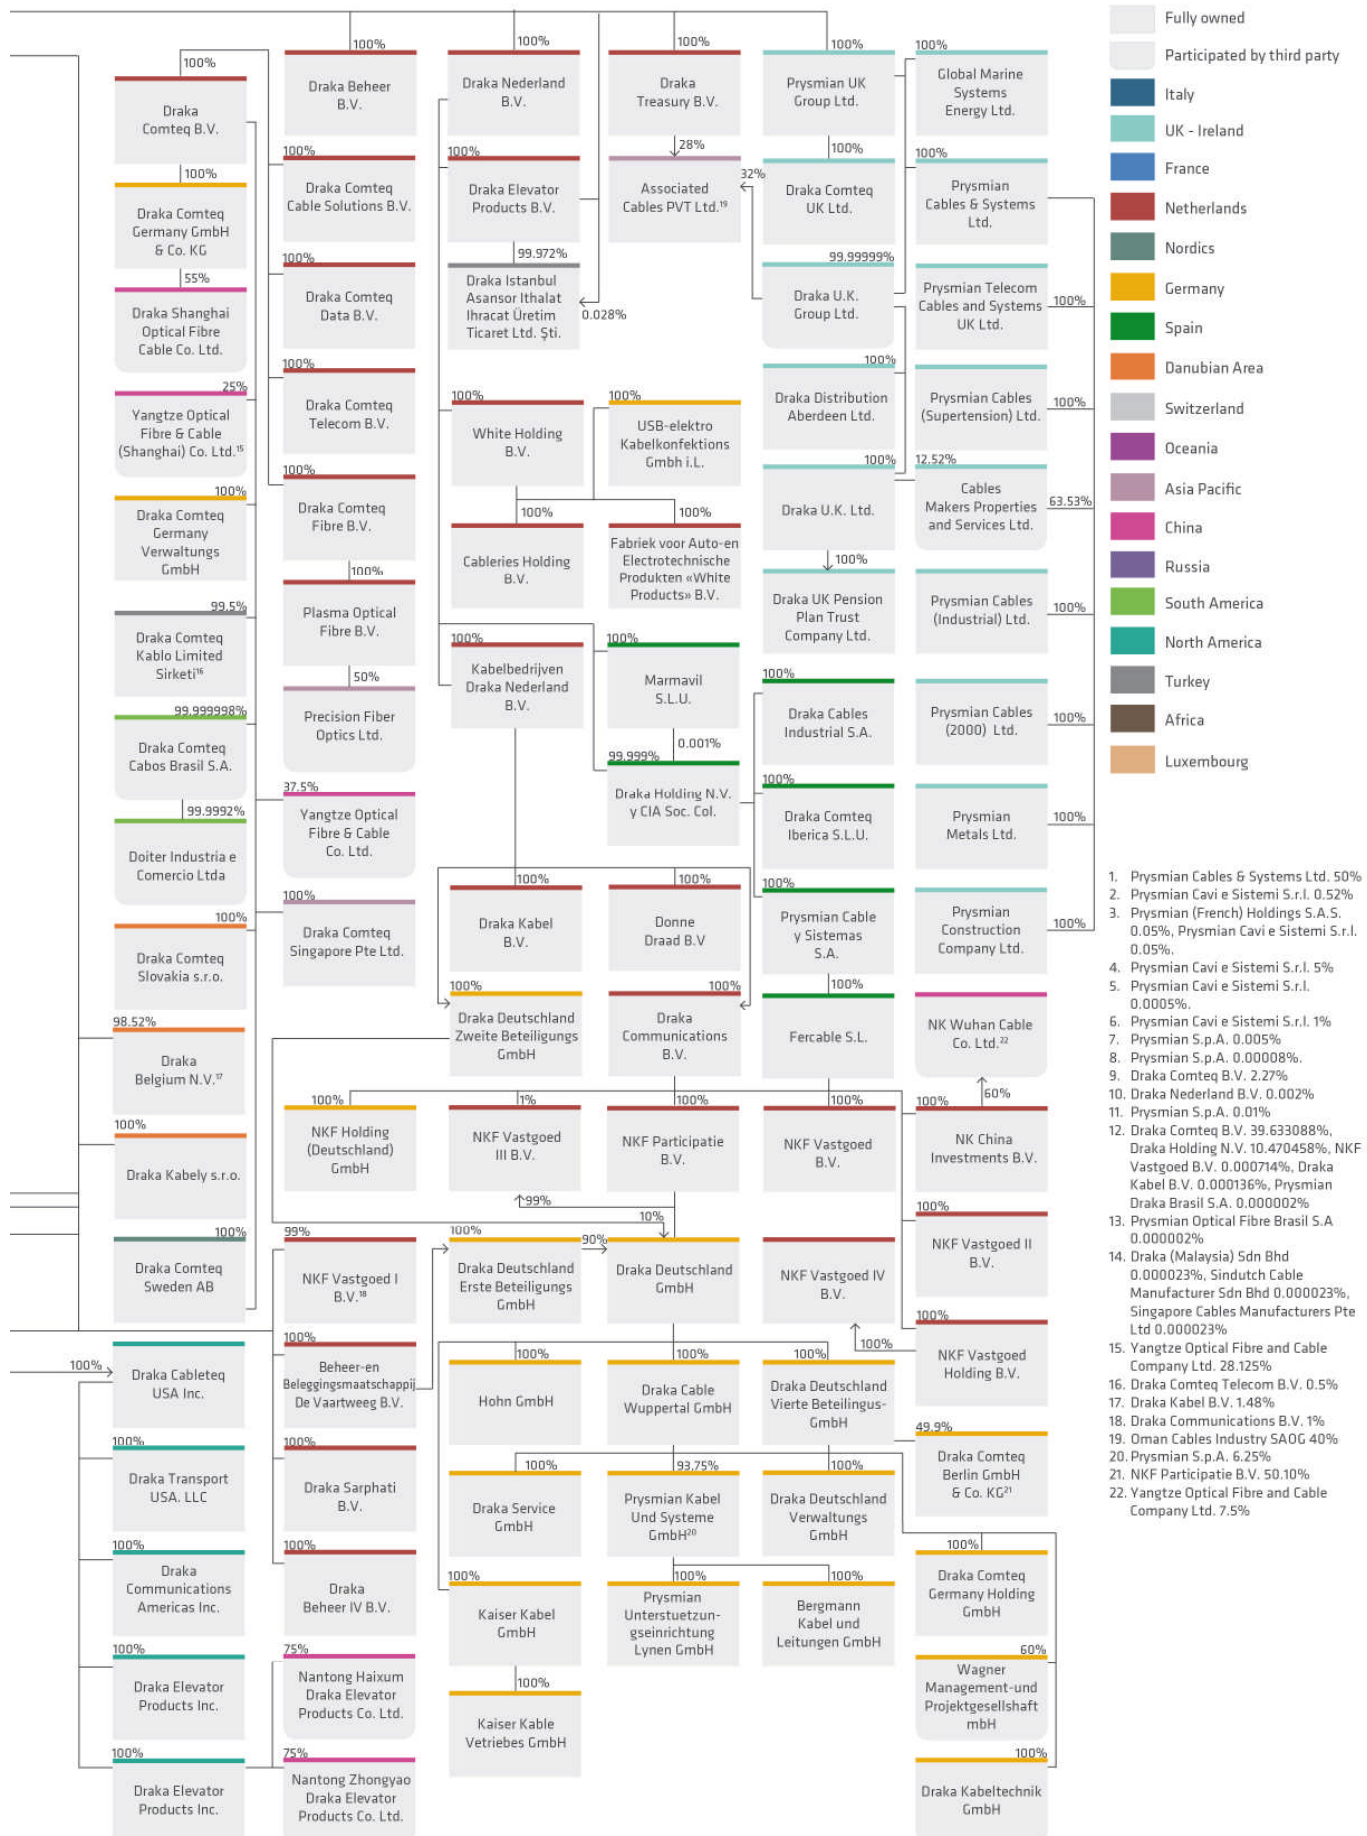 100%
Draka
Comteq B.V.
100%
Draka Comteq
Germany GmbH
& Co. KG
55%
Draka Shanghai
Optical Fibre
Cable Co. Ltd.
25%
Yangtze Optical
Fibre & Cable
(Shanghai) Co. Ltd.¹⁵
100%
Draka Comteq
Germany
Verwaltungs
GmbH
99.5%
Draka Comteq
Kablo Limited
Sirketi¹⁶
99.999998%
Draka Comteq
Cabos Brasil S.A.
99.9992%
Doiter Industria e
Comercio Ltda
100%
Draka Comteq
Slovakia s.r.o.
98.52%
Draka
Belgium N.V.¹⁷
100%
Draka Kabely s.r.o.
100%
Draka Comteq
Sweden AB
100%
Draka Cableteq
USA Inc.
100%
Draka Transport
USA. LLC
100%
Draka
Communications
Americas Inc.
100%
Draka Elevator
Products Inc.
100%
Draka Elevator
Products Inc.
100%
Draka Beheer
B.V.
100%
Draka Comteq
Cable Solutions B.V.
100%
Draka Comteq
Data B.V.
100%
Draka Comteq
Telecom B.V.
100%
Draka Comteq
Fibre B.V.
100%
Plasma Optical
Fibre B.V.
50%
Precision Fiber
Optics Ltd.
37.5%
Yangtze Optical
Fibre & Cable
Co. Ltd.
100%
Draka Comteq
Singapore Pte Ltd.
100%
NKF Holding
(Deutschland)
GmbH
99%
NKF Vastgoed I
B.V.¹⁸
100%
Beheer-en
Beleggingsmaatschappij
De Vaartweeg B.V.
100%
Draka Sarphati
B.V.
100%
Draka
Beheer IV B.V.
75%
Nantong Haixum
Draka Elevator
Products Co. Ltd.
75%
Nantong Zhongyao
Draka Elevator
Products Co. Ltd.
100%
Draka Nederland
B.V.
100%
Draka Elevator
Products B.V.
99.972%
Draka Istanbul
Asansor Ithalat
Ihracat Üretim
Ticaret Ltd. Şti.
0.028%
100%
White Holding
B.V.
100%
Cableries Holding
B.V.
100%
Kabelbedrijven
Draka Nederland
B.V.
100%
Draka Kabel
B.V.
100%
Draka Deutschland
Zweite Beteiligungs
GmbH
1%
NKF Vastgoed
III B.V.
99%
100%
Draka Deutschland
Erste Beteiligungs
GmbH
90%
100%
Hohn GmbH
100%
Draka Service
GmbH
100%
Kaiser Kabel
GmbH
100%
Kaiser Kable
Vetriebes GmbH
100%
Draka
Treasury B.V.
28%
Associated
Cables PVT Ltd.¹⁹
32%
100%
USB-elektro
Kabelkonfektions
Gmbh i.L.
100%
Fabriek voor Auto-en
Electrotechnische
Produkten «White
Products» B.V.
100%
Marmavil
S.L.U.
0.001%
99.999%
Draka Holding N.V.
y CIA Soc. Col.
100%
Donne
Draad B.V
100%
Draka
Communications
B.V.
100%
NKF Participatie
B.V.
10%
Draka Deutschland
GmbH
100%
Draka Cable
Wuppertal GmbH
93.75%
Prysmian Kabel
Und Systeme
GmbH²⁰
100%
Prysmian
Unterstuetzun-
gseinrichtung
Lynen GmbH
100%
Prysmian UK
Group Ltd.
100%
Draka Comteq
UK Ltd.
99.99999%
Draka U.K.
Group Ltd.
100%
Draka Distribution
Aberdeen Ltd.
100%
Draka U.K. Ltd.
100%
Draka UK Pension
Plan Trust
Company Ltd.
100%
Draka Cables
Industrial S.A.
100%
Draka Comteq
Iberica S.L.U.
100%
Prysmian Cable
y Sistemas
S.A.
100%
Fercable S.L.
100%
NKF Vastgoed
B.V.
NKF Vastgoed IV
B.V.
100%
100%
Draka Deutschland
Vierte Beteilingus-
GmbH
100%
Draka Deutschland
Verwaltungs
GmbH
100%
Bergmann
Kabel und
Leitungen GmbH
100%
Global Marine
Systems
Energy Ltd.
100%
Prysmian
Cables & Systems
Ltd.
Prysmian Telecom
Cables and Systems
UK Ltd.
100%
Prysmian Cables
(Supertension) Ltd.
100%
12.52%
Cables
Makers Properties
and Services Ltd.
63.53%
Prysmian Cables
(Industrial) Ltd.
100%
Prysmian Cables
(2000) Ltd.
100%
Prysmian
Metals Ltd.
100%
Prysmian
Construction
Company Ltd.
100%
NK Wuhan Cable
Co. Ltd.²²
60%
100%
NK China
Investments B.V.
100%
NKF Vastgoed II
B.V.
100%
NKF Vastgoed
Holding B.V.
49.9%
Draka Comteq
Berlin GmbH
& Co. KG²¹
100%
Draka Comteq
Germany Holding
GmbH
60%
Wagner
Management-und
Projektgesellshaft
mbH
100%
Draka Kabeltechnik
GmbH
Fully owned
Participated by third party
Italy
UK - Ireland
France
Netherlands
Nordics
Germany
Spain
Danubian Area
Switzerland
Oceania
Asia Pacific
China
Russia
South America
North America
Turkey
Africa
Luxembourg
1. Prysmian Cables & Systems Ltd. 50%
2. Prysmian Cavi e Sistemi S.r.l. 0.52%
3. Prysmian (French) Holdings S.A.S.
0.05%, Prysmian Cavi e Sistemi S.r.l.
0.05%.
4. Prysmian Cavi e Sistemi S.r.l. 5%
5. Prysmian Cavi e Sistemi S.r.l.
0.0005%.
6. Prysmian Cavi e Sistemi S.r.l. 1%
7. Prysmian S.p.A. 0.005%
8. Prysmian S.p.A. 0.00008%.
9. Draka Comteq B.V. 2.27%
10. Draka Nederland B.V. 0.002%
11. Prysmian S.p.A. 0.01%
12. Draka Comteq B.V. 39.633088%,
Draka Holding N.V. 10.470458%, NKF
Vastgoed B.V. 0.000714%, Draka
Kabel B.V. 0.000136%, Prysmian
Draka Brasil S.A. 0.000002%
13. Prysmian Optical Fibre Brasil S.A
0.000002%
14. Draka (Malaysia) Sdn Bhd
0.000023%, Sindutch Cable
Manufacturer Sdn Bhd 0.000023%,
Singapore Cables Manufacturers Pte
Ltd 0.000023%
15. Yangtze Optical Fibre and Cable
Company Ltd. 28.125%
16. Draka Comteq Telecom B.V. 0.5%
17. Draka Kabel B.V. 1.48%
18. Draka Communications B.V. 1%
19. Oman Cables Industry SAOG 40%
20. Prysmian S.p.A. 6.25%
21. NKF Participatie B.V. 50.10%
22. Yangtze Optical Fibre and Cable
Company Ltd. 7.5%